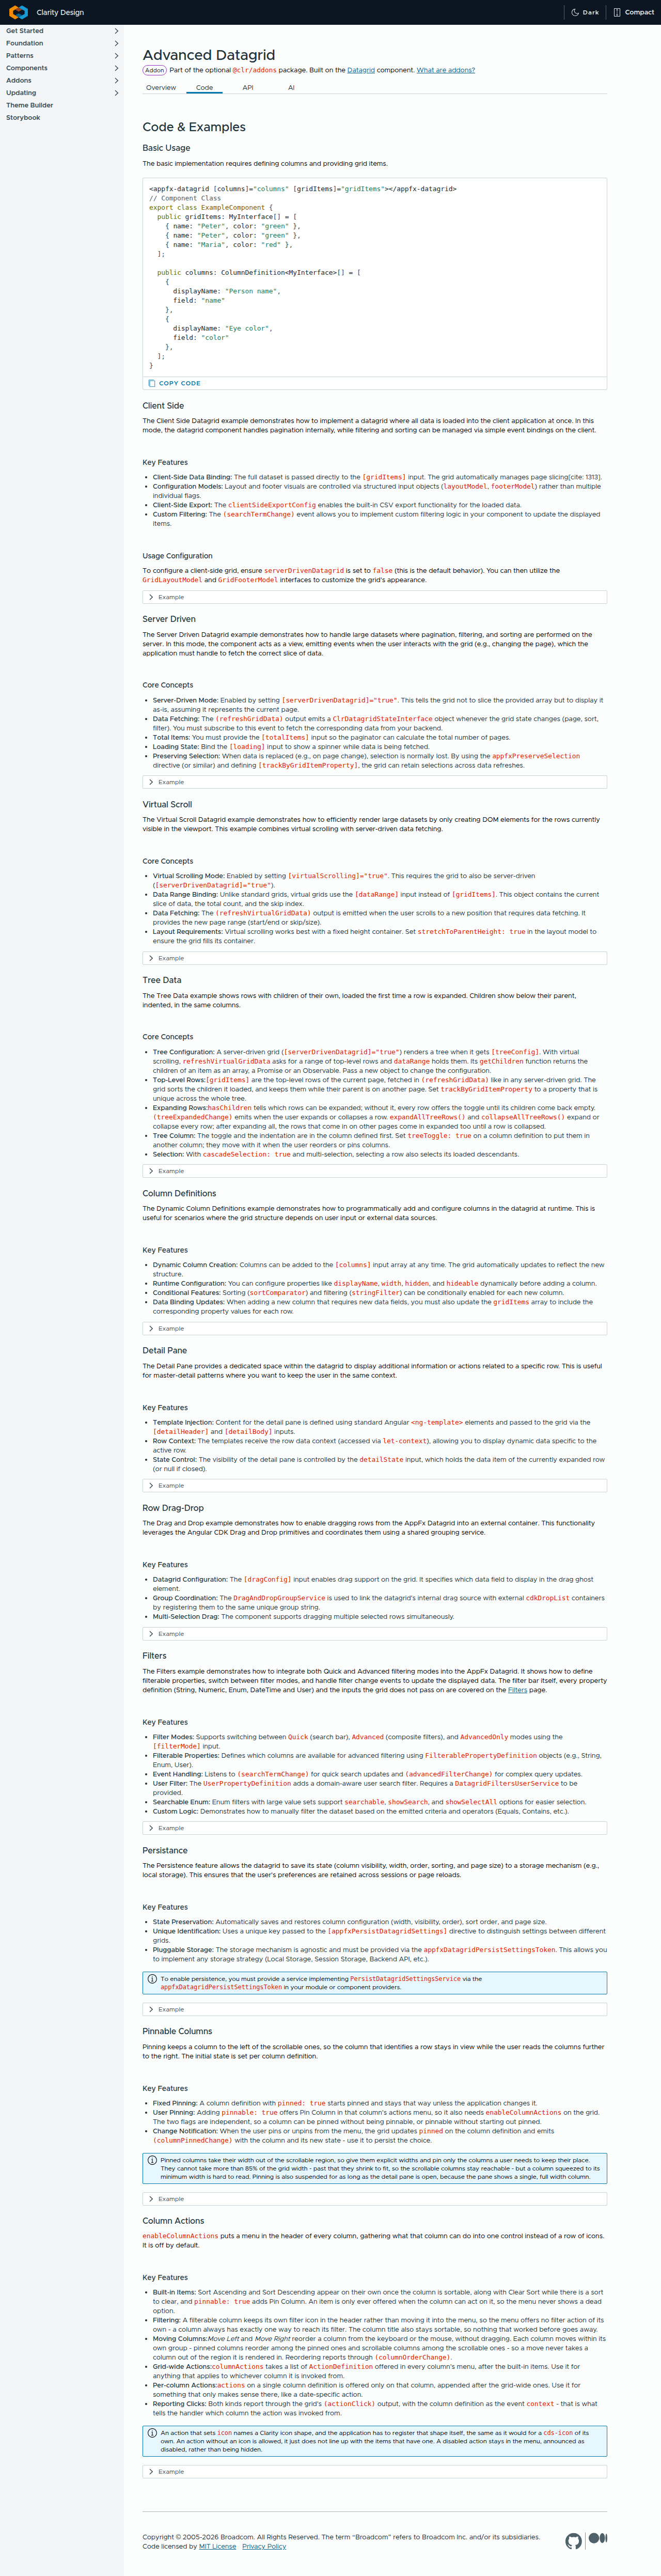 Clarity Design
Dark
Compact
Get Started
Foundation
Patterns
Components
Addons
Updating
Theme Builder
Storybook
Advanced Datagrid
Addon Part of the optional @clr/addons package. Built on the Datagrid component. What are addons?
Overview Code API AI
Code & Examples
Basic Usage
The basic implementation requires defining columns and providing grid items.
<appfx-datagrid [columns]="columns" [gridItems]="gridItems"></appfx-datagrid>
// Component Class
export class ExampleComponent {
public gridItems: MyInterface[] = [
{ name: "Peter", color: "green" },
{ name: "Peter", color: "green" },
{ name: "Maria", color: "red" },
];
public columns: ColumnDefinition<MyInterface>[] = [
{
displayName: "Person name",
field: "name"
},
{
displayName: "Eye color",
field: "color"
},
];
}
COPY CODE
Client Side
The Client Side Datagrid example demonstrates how to implement a datagrid where all data is loaded into the client application at once. In this
mode, the datagrid component handles pagination internally, while filtering and sorting can be managed via simple event bindings on the client.
Key Features
• Client-Side Data Binding: The full dataset is passed directly to the [gridItems] input. The grid automatically manages page slicing[cite: 1313].
• Configuration Models: Layout and footer visuals are controlled via structured input objects (layoutModel, footerModel) rather than multiple
individual flags.
• Client-Side Export: The clientSideExportConfig enables the built-in CSV export functionality for the loaded data.
• Custom Filtering: The (searchTermChange) event allows you to implement custom filtering logic in your component to update the displayed
items.
Usage Configuration
To configure a client-side grid, ensure serverDrivenDatagrid is set to false (this is the default behavior). You can then utilize the
GridLayoutModel and GridFooterModel interfaces to customize the grid's appearance.
Example
Server Driven
The Server Driven Datagrid example demonstrates how to handle large datasets where pagination, filtering, and sorting are performed on the
server. In this mode, the component acts as a view, emitting events when the user interacts with the grid (e.g., changing the page), which the
application must handle to fetch the correct slice of data.
Core Concepts
• Server-Driven Mode: Enabled by setting [serverDrivenDatagrid]="true". This tells the grid not to slice the provided array but to display it
as-is, assuming it represents the current page.
• Data Fetching: The (refreshGridData) output emits a ClrDatagridStateInterface object whenever the grid state changes (page, sort,
filter). You must subscribe to this event to fetch the corresponding data from your backend.
• Total Items: You must provide the [totalItems] input so the paginator can calculate the total number of pages.
• Loading State: Bind the [loading] input to show a spinner while data is being fetched.
• Preserving Selection: When data is replaced (e.g., on page change), selection is normally lost. By using the appfxPreserveSelection
directive (or similar) and defining [trackByGridItemProperty], the grid can retain selections across data refreshes.
Example
Virtual Scroll
The Virtual Scroll Datagrid example demonstrates how to efficiently render large datasets by only creating DOM elements for the rows currently
visible in the viewport. This example combines virtual scrolling with server-driven data fetching.
Core Concepts
• Virtual Scrolling Mode: Enabled by setting [virtualScrolling]="true". This requires the grid to also be server-driven
([serverDrivenDatagrid]="true").
• Data Range Binding: Unlike standard grids, virtual grids use the [dataRange] input instead of [gridItems]. This object contains the current
slice of data, the total count, and the skip index.
• Data Fetching: The (refreshVirtualGridData) output is emitted when the user scrolls to a new position that requires data fetching. It
provides the new page range (start/end or skip/size).
• Layout Requirements: Virtual scrolling works best with a fixed height container. Set stretchToParentHeight: true in the layout model to
ensure the grid fills its container.
Example
Tree Data
The Tree Data example shows rows with children of their own, loaded the first time a row is expanded. Children show below their parent,
indented, in the same columns.
Core Concepts
• Tree Configuration: A server-driven grid ([serverDrivenDatagrid]="true") renders a tree when it gets [treeConfig]. With virtual
scrolling, refreshVirtualGridData asks for a range of top-level rows and dataRange holds them. Its getChildren function returns the
children of an item as an array, a Promise or an Observable. Pass a new object to change the configuration.
• Top-Level Rows:[gridItems] are the top-level rows of the current page, fetched in (refreshGridData) like in any server-driven grid. The
grid sorts the children it loaded, and keeps them while their parent is on another page. Set trackByGridItemProperty to a property that is
unique across the whole tree.
• Expanding Rows:hasChildren tells which rows can be expanded; without it, every row offers the toggle until its children come back empty.
(treeExpandedChange) emits when the user expands or collapses a row. expandAllTreeRows() and collapseAllTreeRows() expand or
collapse every row; after expanding all, the rows that come in on other pages come in expanded too until a row is collapsed.
• Tree Column: The toggle and the indentation are in the column defined first. Set treeToggle: true on a column definition to put them in
another column; they move with it when the user reorders or pins columns.
• Selection: With cascadeSelection: true and multi-selection, selecting a row also selects its loaded descendants.
Example
Column Definitions
The Dynamic Column Definitions example demonstrates how to programmatically add and configure columns in the datagrid at runtime. This is
useful for scenarios where the grid structure depends on user input or external data sources.
Key Features
• Dynamic Column Creation: Columns can be added to the [columns] input array at any time. The grid automatically updates to reflect the new
structure.
• Runtime Configuration: You can configure properties like displayName, width, hidden, and hideable dynamically before adding a column.
• Conditional Features: Sorting (sortComparator) and filtering (stringFilter) can be conditionally enabled for each new column.
• Data Binding Updates: When adding a new column that requires new data fields, you must also update the gridItems array to include the
corresponding property values for each row.
Example
Detail Pane
The Detail Pane provides a dedicated space within the datagrid to display additional information or actions related to a specific row. This is useful
for master-detail patterns where you want to keep the user in the same context.
Key Features
• Template Injection: Content for the detail pane is defined using standard Angular <ng-template> elements and passed to the grid via the
[detailHeader] and [detailBody] inputs.
• Row Context: The templates receive the row data context (accessed via let-context), allowing you to display dynamic data specific to the
active row.
• State Control: The visibility of the detail pane is controlled by the detailState input, which holds the data item of the currently expanded row
(or null if closed).
Example
Row Drag-Drop
The Drag and Drop example demonstrates how to enable dragging rows from the AppFx Datagrid into an external container. This functionality
leverages the Angular CDK Drag and Drop primitives and coordinates them using a shared grouping service.
Key Features
• Datagrid Configuration: The [dragConfig] input enables drag support on the grid. It specifies which data field to display in the drag ghost
element.
• Group Coordination: The DragAndDropGroupService is used to link the datagrid's internal drag source with external cdkDropList containers
by registering them to the same unique group string.
• Multi-Selection Drag: The component supports dragging multiple selected rows simultaneously.
Example
Filters
The Filters example demonstrates how to integrate both Quick and Advanced filtering modes into the AppFx Datagrid. It shows how to define
filterable properties, switch between filter modes, and handle filter change events to update the displayed data. The filter bar itself, every property
definition (String, Numeric, Enum, DateTime and User) and the inputs the grid does not pass on are covered on the Filters page.
Key Features
• Filter Modes: Supports switching between Quick (search bar), Advanced (composite filters), and AdvancedOnly modes using the
[filterMode] input.
• Filterable Properties: Defines which columns are available for advanced filtering using FilterablePropertyDefinition objects (e.g., String,
Enum, User).
• Event Handling: Listens to (searchTermChange) for quick search updates and (advancedFilterChange) for complex query updates.
• User Filter: The UserPropertyDefinition adds a domain-aware user search filter. Requires a DatagridFiltersUserService to be
provided.
• Searchable Enum: Enum filters with large value sets support searchable, showSearch, and showSelectAll options for easier selection.
• Custom Logic: Demonstrates how to manually filter the dataset based on the emitted criteria and operators (Equals, Contains, etc.).
Example
Persistance
The Persistence feature allows the datagrid to save its state (column visibility, width, order, sorting, and page size) to a storage mechanism (e.g.,
local storage). This ensures that the user's preferences are retained across sessions or page reloads.
Key Features
• State Preservation: Automatically saves and restores column configuration (width, visibility, order), sort order, and page size.
• Unique Identification: Uses a unique key passed to the [appfxPersistDatagridSettings] directive to distinguish settings between different
grids.
• Pluggable Storage: The storage mechanism is agnostic and must be provided via the appfxDatagridPersistSettingsToken. This allows you
to implement any storage strategy (Local Storage, Session Storage, Backend API, etc.).
To enable persistence, you must provide a service implementing PersistDatagridSettingsService via the
appfxDatagridPersistSettingsToken in your module or component providers.
Example
Pinnable Columns
Pinning keeps a column to the left of the scrollable ones, so the column that identifies a row stays in view while the user reads the columns further
to the right. The initial state is set per column definition.
Key Features
• Fixed Pinning: A column definition with pinned: true starts pinned and stays that way unless the application changes it.
• User Pinning: Adding pinnable: true offers Pin Column in that column's actions menu, so it also needs enableColumnActions on the grid.
The two flags are independent, so a column can be pinned without being pinnable, or pinnable without starting out pinned.
• Change Notification: When the user pins or unpins from the menu, the grid updates pinned on the column definition and emits
(columnPinnedChange) with the column and its new state - use it to persist the choice.
Pinned columns take their width out of the scrollable region, so give them explicit widths and pin only the columns a user needs to keep their place.
They cannot take more than 85% of the grid width - past that they shrink to fit, so the scrollable columns stay reachable - but a column squeezed to its
minimum width is hard to read. Pinning is also suspended for as long as the detail pane is open, because the pane shows a single, full width column.
Example
Column Actions
enableColumnActions puts a menu in the header of every column, gathering what that column can do into one control instead of a row of icons.
It is off by default.
Key Features
• Built-in Items: Sort Ascending and Sort Descending appear on their own once the column is sortable, along with Clear Sort while there is a sort
to clear, and pinnable: true adds Pin Column. An item is only ever offered when the column can act on it, so the menu never shows a dead
option.
• Filtering: A filterable column keeps its own filter icon in the header rather than moving it into the menu, so the menu offers no filter action of its
own - a column always has exactly one way to reach its filter. The column title also stays sortable, so nothing that worked before goes away.
• Moving Columns:Move Left and Move Right reorder a column from the keyboard or the mouse, without dragging. Each column moves within its
own group - pinned columns reorder among the pinned ones and scrollable columns among the scrollable ones - so a move never takes a
column out of the region it is rendered in. Reordering reports through (columnOrderChange).
• Grid-wide Actions:columnActions takes a list of ActionDefinition offered in every column's menu, after the built-in items. Use it for
anything that applies to whichever column it is invoked from.
• Per-column Actions:actions on a single column definition is offered only on that column, appended after the grid-wide ones. Use it for
something that only makes sense there, like a date-specific action.
• Reporting Clicks: Both kinds report through the grid's (actionClick) output, with the column definition as the event context - that is what
tells the handler which column the action was invoked from.
An action that sets icon names a Clarity icon shape, and the application has to register that shape itself, the same as it would for a cds-icon of its
own. An action without an icon is allowed, it just does not line up with the items that have one. A disabled action stays in the menu, announced as
disabled, rather than being hidden.
Example
Copyright © 2005-2026 Broadcom. All Rights Reserved. The term "Broadcom" refers to Broadcom Inc. and/or its subsidiaries.
Code licensed by MIT License Privacy Policy